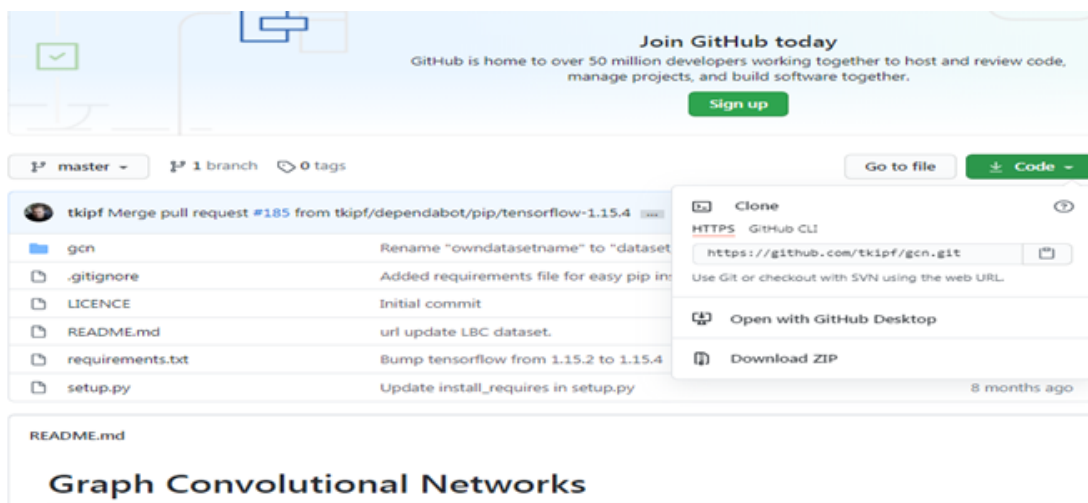 Join GitHub today
GitHub is home to over 50 million developers working together to host and review code,
manage projects, and build software together.
Sign up
master 1 branch 0 tags Go to file Code
tkipf Merge pull request #185 from tkipf/dependabot/pip/tensorflow-1.15.4 ...
Clone
HTTPS GitHub CLI
https://github.com/tkipf/gcn.git
Use Git or checkout with SVN using the web URL.
Open with GitHub Desktop
Download ZIP
gcn Rename "owndatasetname" to "dataset
.gitignore Added requirements file for easy pip in
LICENCE Initial commit
README.md url update LBC dataset.
requirements.txt Bump tensorflow from 1.15.2 to 1.15.4
setup.py Update install_requires in setup.py 8 months ago
README.md
Graph Convolutional Networks